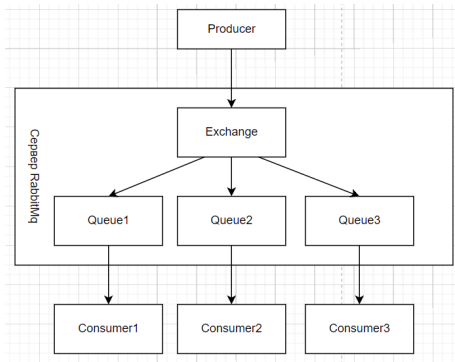 Producer
Exchange
Сервер RabbitMq
Queue1
Queue2
Queue3
Consumer1
Consumer2
Consumer3